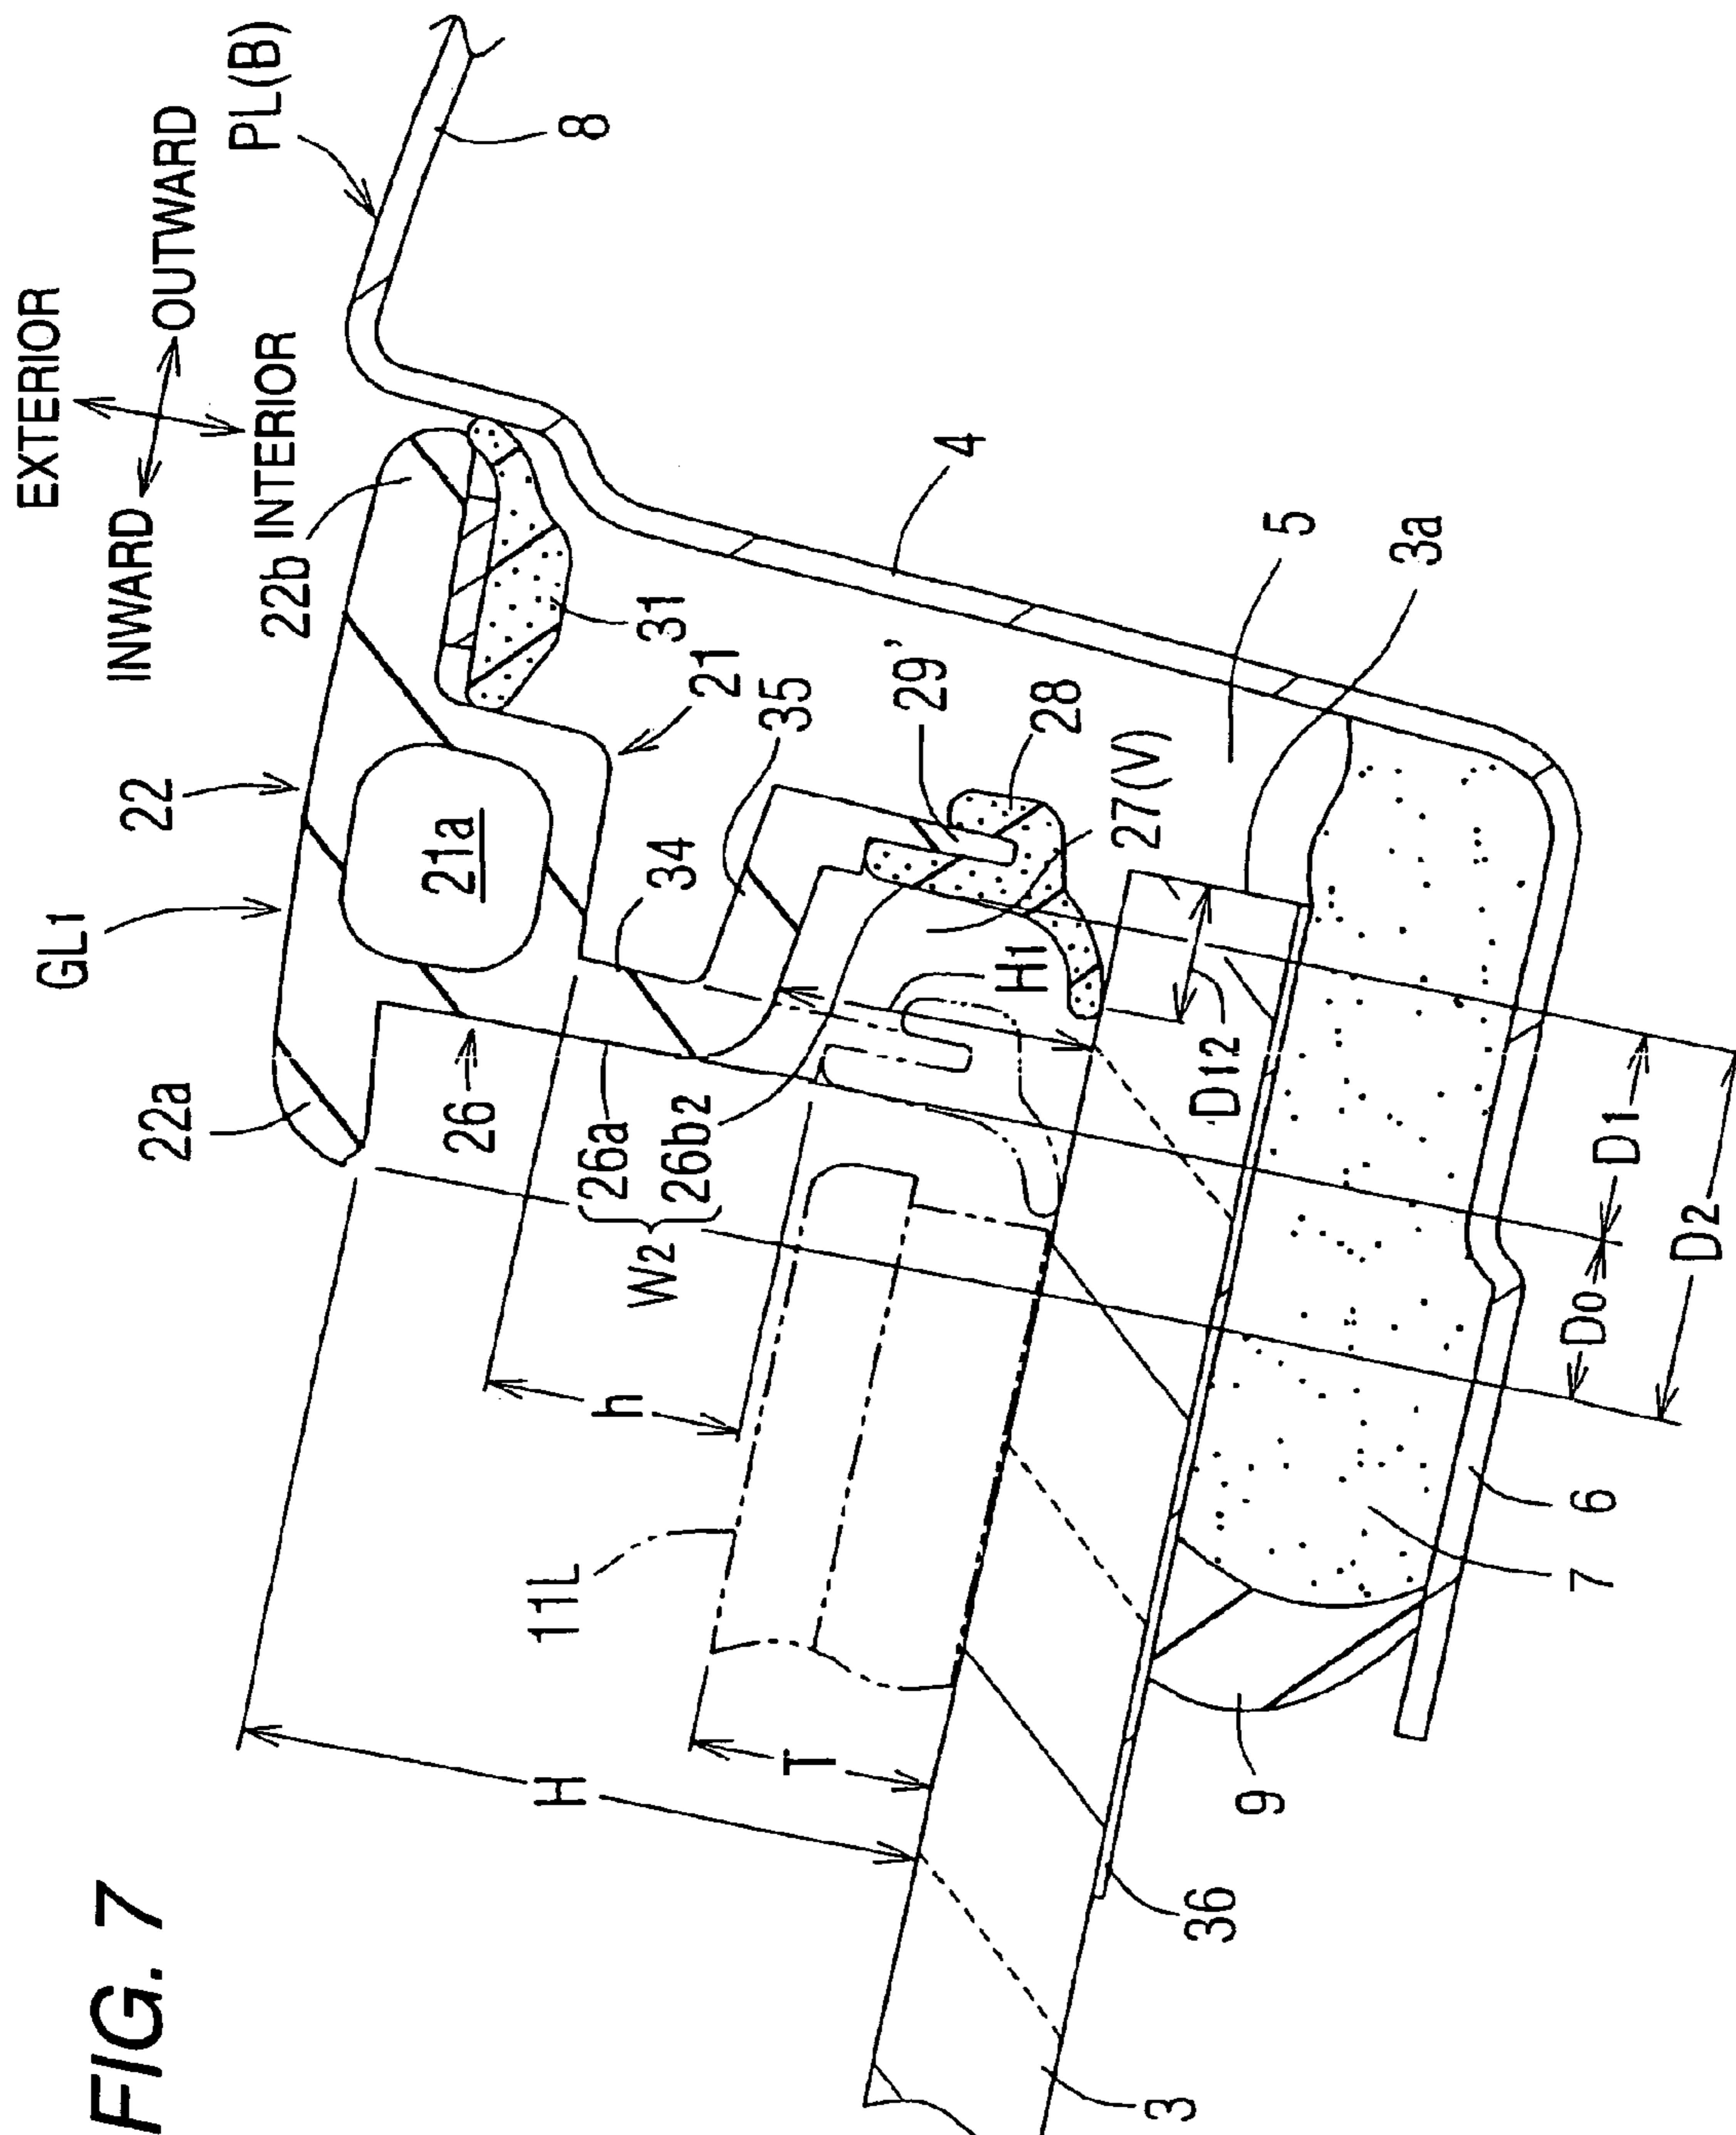 FIG. 7
EXTERIOR
INWARD
OUTWARD
INTERIOR
PL(B)
8
GL1
22
22a
22b
21a
31
21
35
34
4
29'
28
27(V)
5
3a
26
26a
26b2
W2
H1
D12
h
11L
T
H
D1
D0
D2
6
7
9
36
3